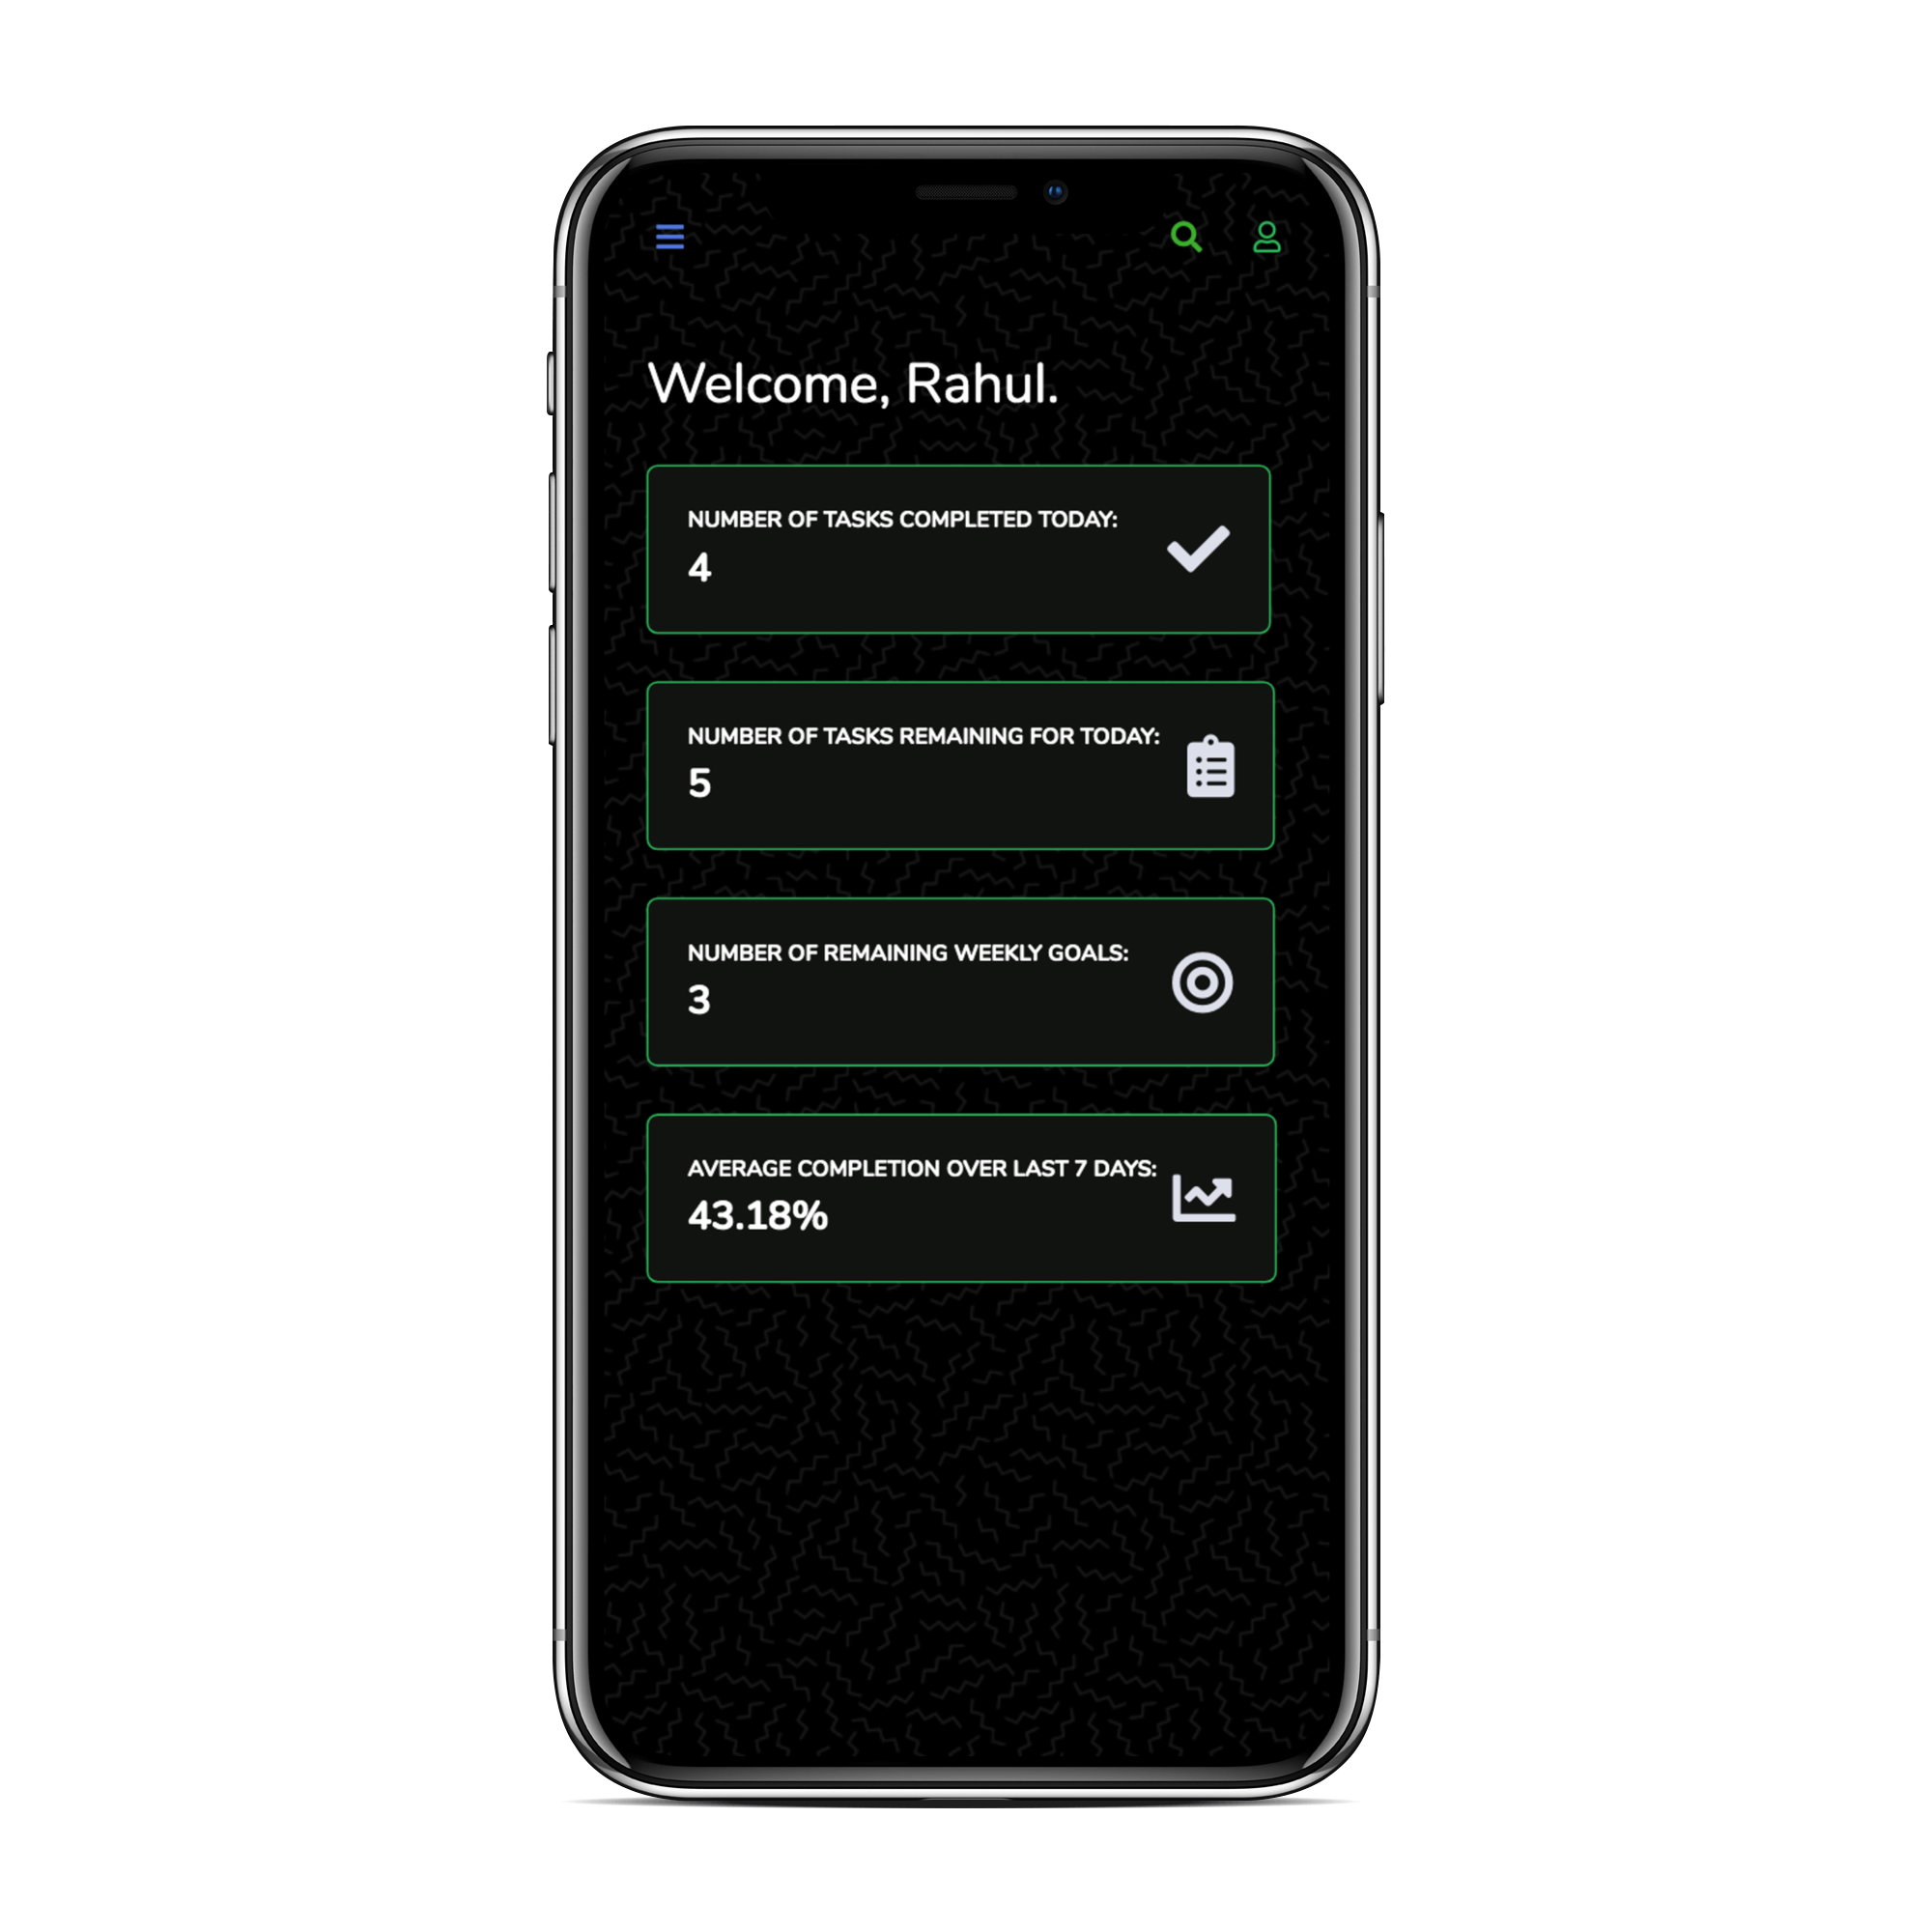 Welcome, Rahul.
NUMBER OF TASKS COMPLETED TODAY:
4
NUMBER OF TASKS REMAINING FOR TODAY:
5
NUMBER OF REMAINING WEEKLY GOALS:
3
AVERAGE COMPLETION OVER LAST 7 DAYS:
43.18%